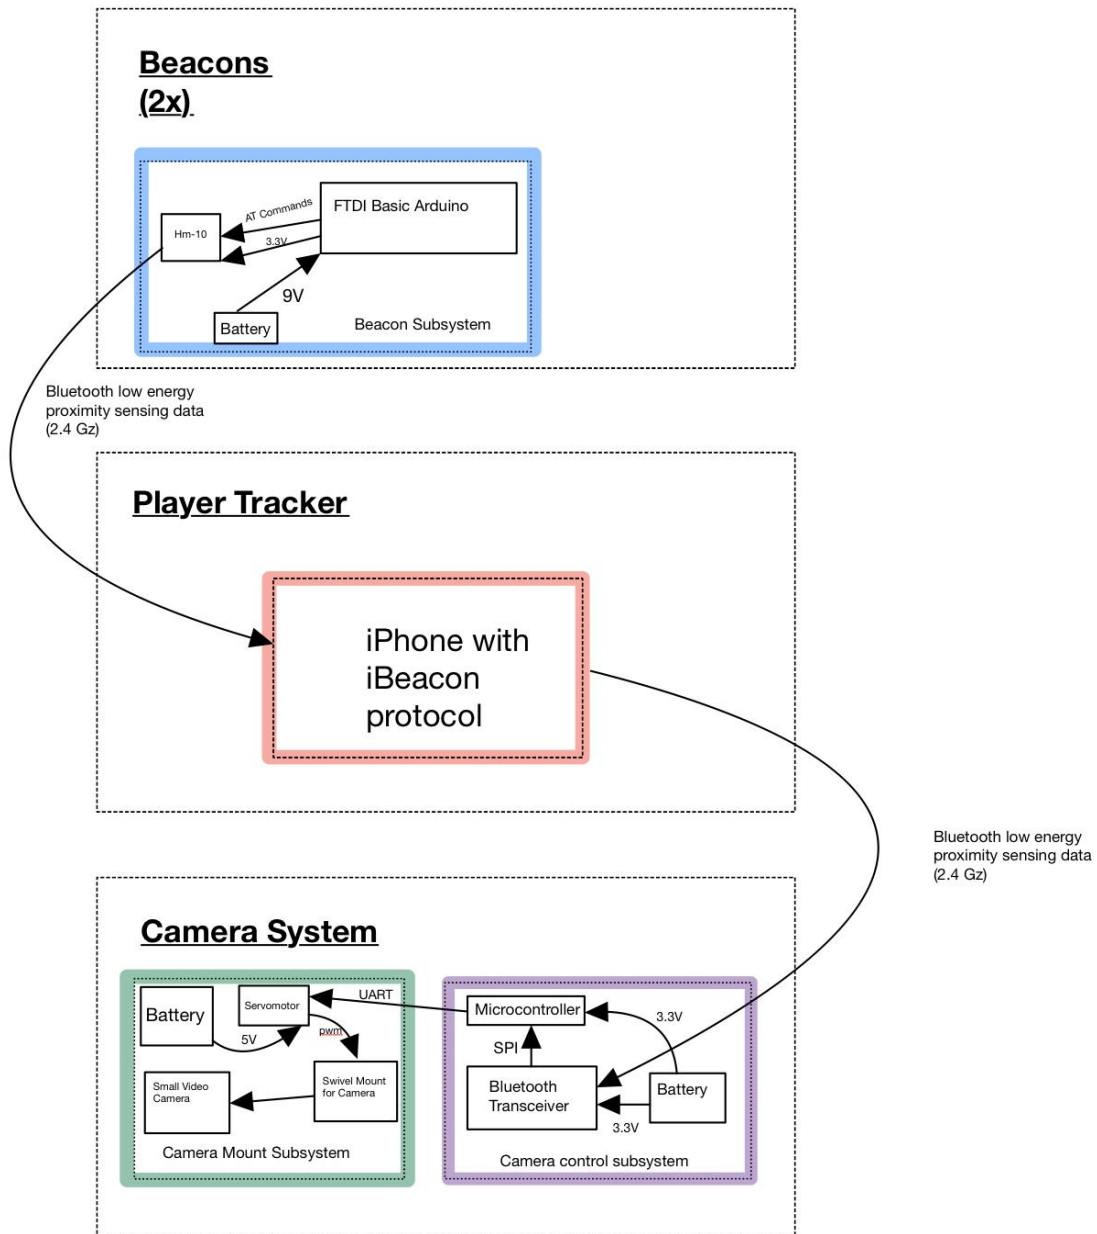 Beacons
(2x)
AT Commands
FTDI Basic Arduino
Hm-10
3.3V
9V
Battery
Beacon Subsystem
Bluetooth low energy
proximity sensing data
(2.4 Gz)
Player Tracker
iPhone with
iBeacon
protocol
Bluetooth low energy
proximity sensing data
(2.4 Gz)
Camera System
Battery
Servomotor
UART
5V
pwm
Small Video
Camera
Swivel Mount
for Camera
Camera Mount Subsystem
Microcontroller
3.3V
SPI
Bluetooth
Transceiver
Battery
3.3V
Camera control subsystem